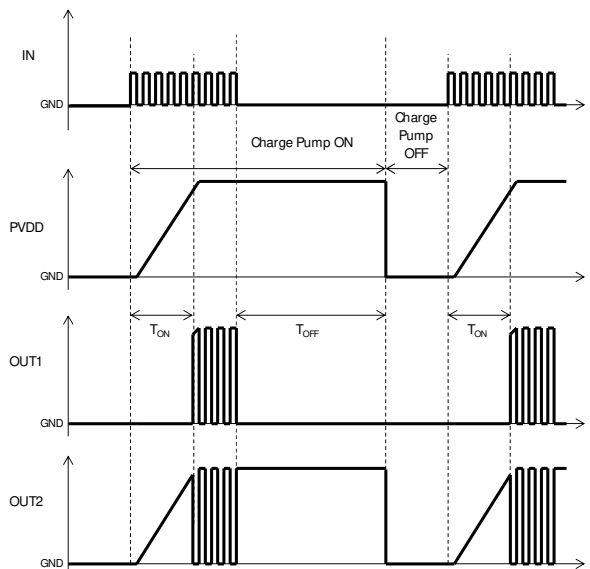 IN
GND
Charge Pump ON
Charge
Pump
OFF
PVDD
GND
TON
TOFF
TON
OUT1
GND
OUT2
GND